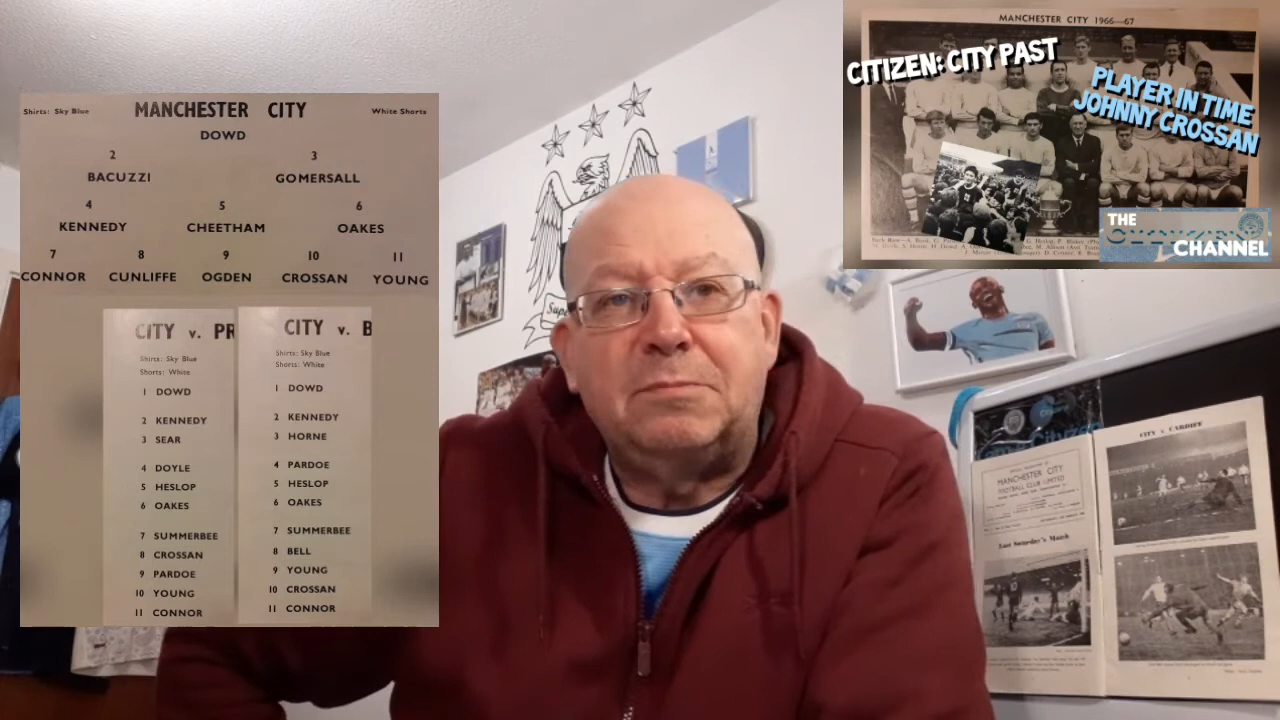 Shirts: Sky Blue
MANCHESTER CITY
White Shorts
DOWD
2 3
BACUZZI GOMERSALL
4 5 6
KENNEDY CHEETHAM OAKES
7 8 9 10 11
CONNOR CUNLIFFE OGDEN CROSSAN YOUNG
CITY v. PR
Shirts: Sky Blue
Shorts: White
1 DOWD
2 KENNEDY
3 SEAR
4 DOYLE
5 HESLOP
6 OAKES
7 SUMMERBEE
8 CROSSAN
9 PARDOE
10 YOUNG
11 CONNOR
CITY v. B
Shirts: Sky Blue
Shorts: White
1 DOWD
2 KENNEDY
3 HORNE
4 PARDOE
5 HESLOP
6 OAKES
7 SUMMERBEE
8 BELL
9 YOUNG
10 CROSSAN
11 CONNOR
MANCHESTER CITY 1966—67
CITIZEN: CITY PAST
PLAYER IN TIME
JOHNNY CROSSAN
THE
CHANNEL
MANCHESTER CITY
FOOTBALL CLUB LIMITED
Last Saturday's Match
CITY v CARDIFF